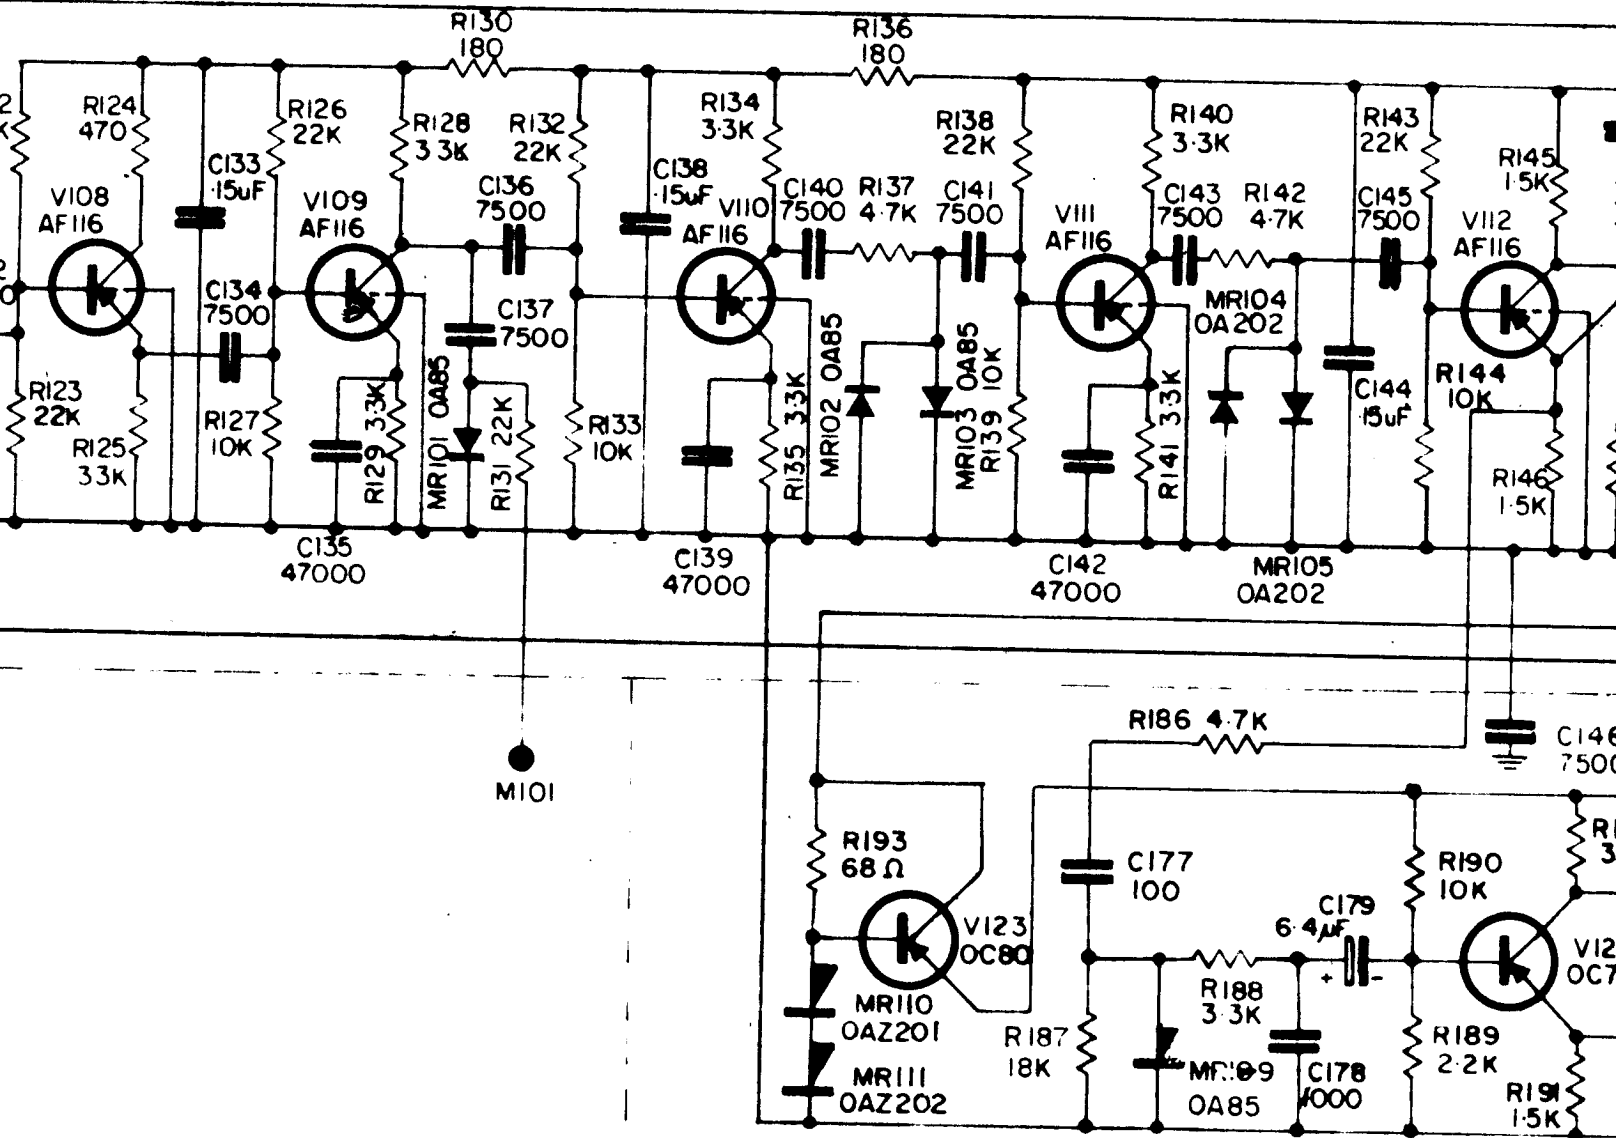 R130
180
R136
180
R124
470
R126
22K
R128
3.3K
R132
22K
R134
3.3K
R138
22K
R140
3.3K
R143
22K
R145
1.5K
C133
.15uF
C136
7500
C138
.15uF
C140
7500
R137
4.7K
C141
7500
C143
7500
R142
4.7K
C145
7500
V108
AF116
V109
AF116
V110
AF116
V111
AF116
V112
AF116
C134
7500
C137
7500
MR104
OA202
R123
22K
R125
33K
R127
10K
R129 3.3K
MR101 OA85
R131 22K
R133
10K
R135 3.3K
MR102 OA85
MR103 OA85
R139 10K
R141 3.3K
C144
.15uF
R144
10K
R146
1.5K
C135
47000
C139
47000
C142
47000
MR105
OA202
M101
R186 4.7K
C146
7500
R193
68Ω
C177
100
R190
10K
V123
OC80
C179
6.4µF
+ -
MR110
OAZ201
R187
18K
R188
3.3K
R189
2.2K
MR111
OAZ202
OA85
C178
R191
1.5K